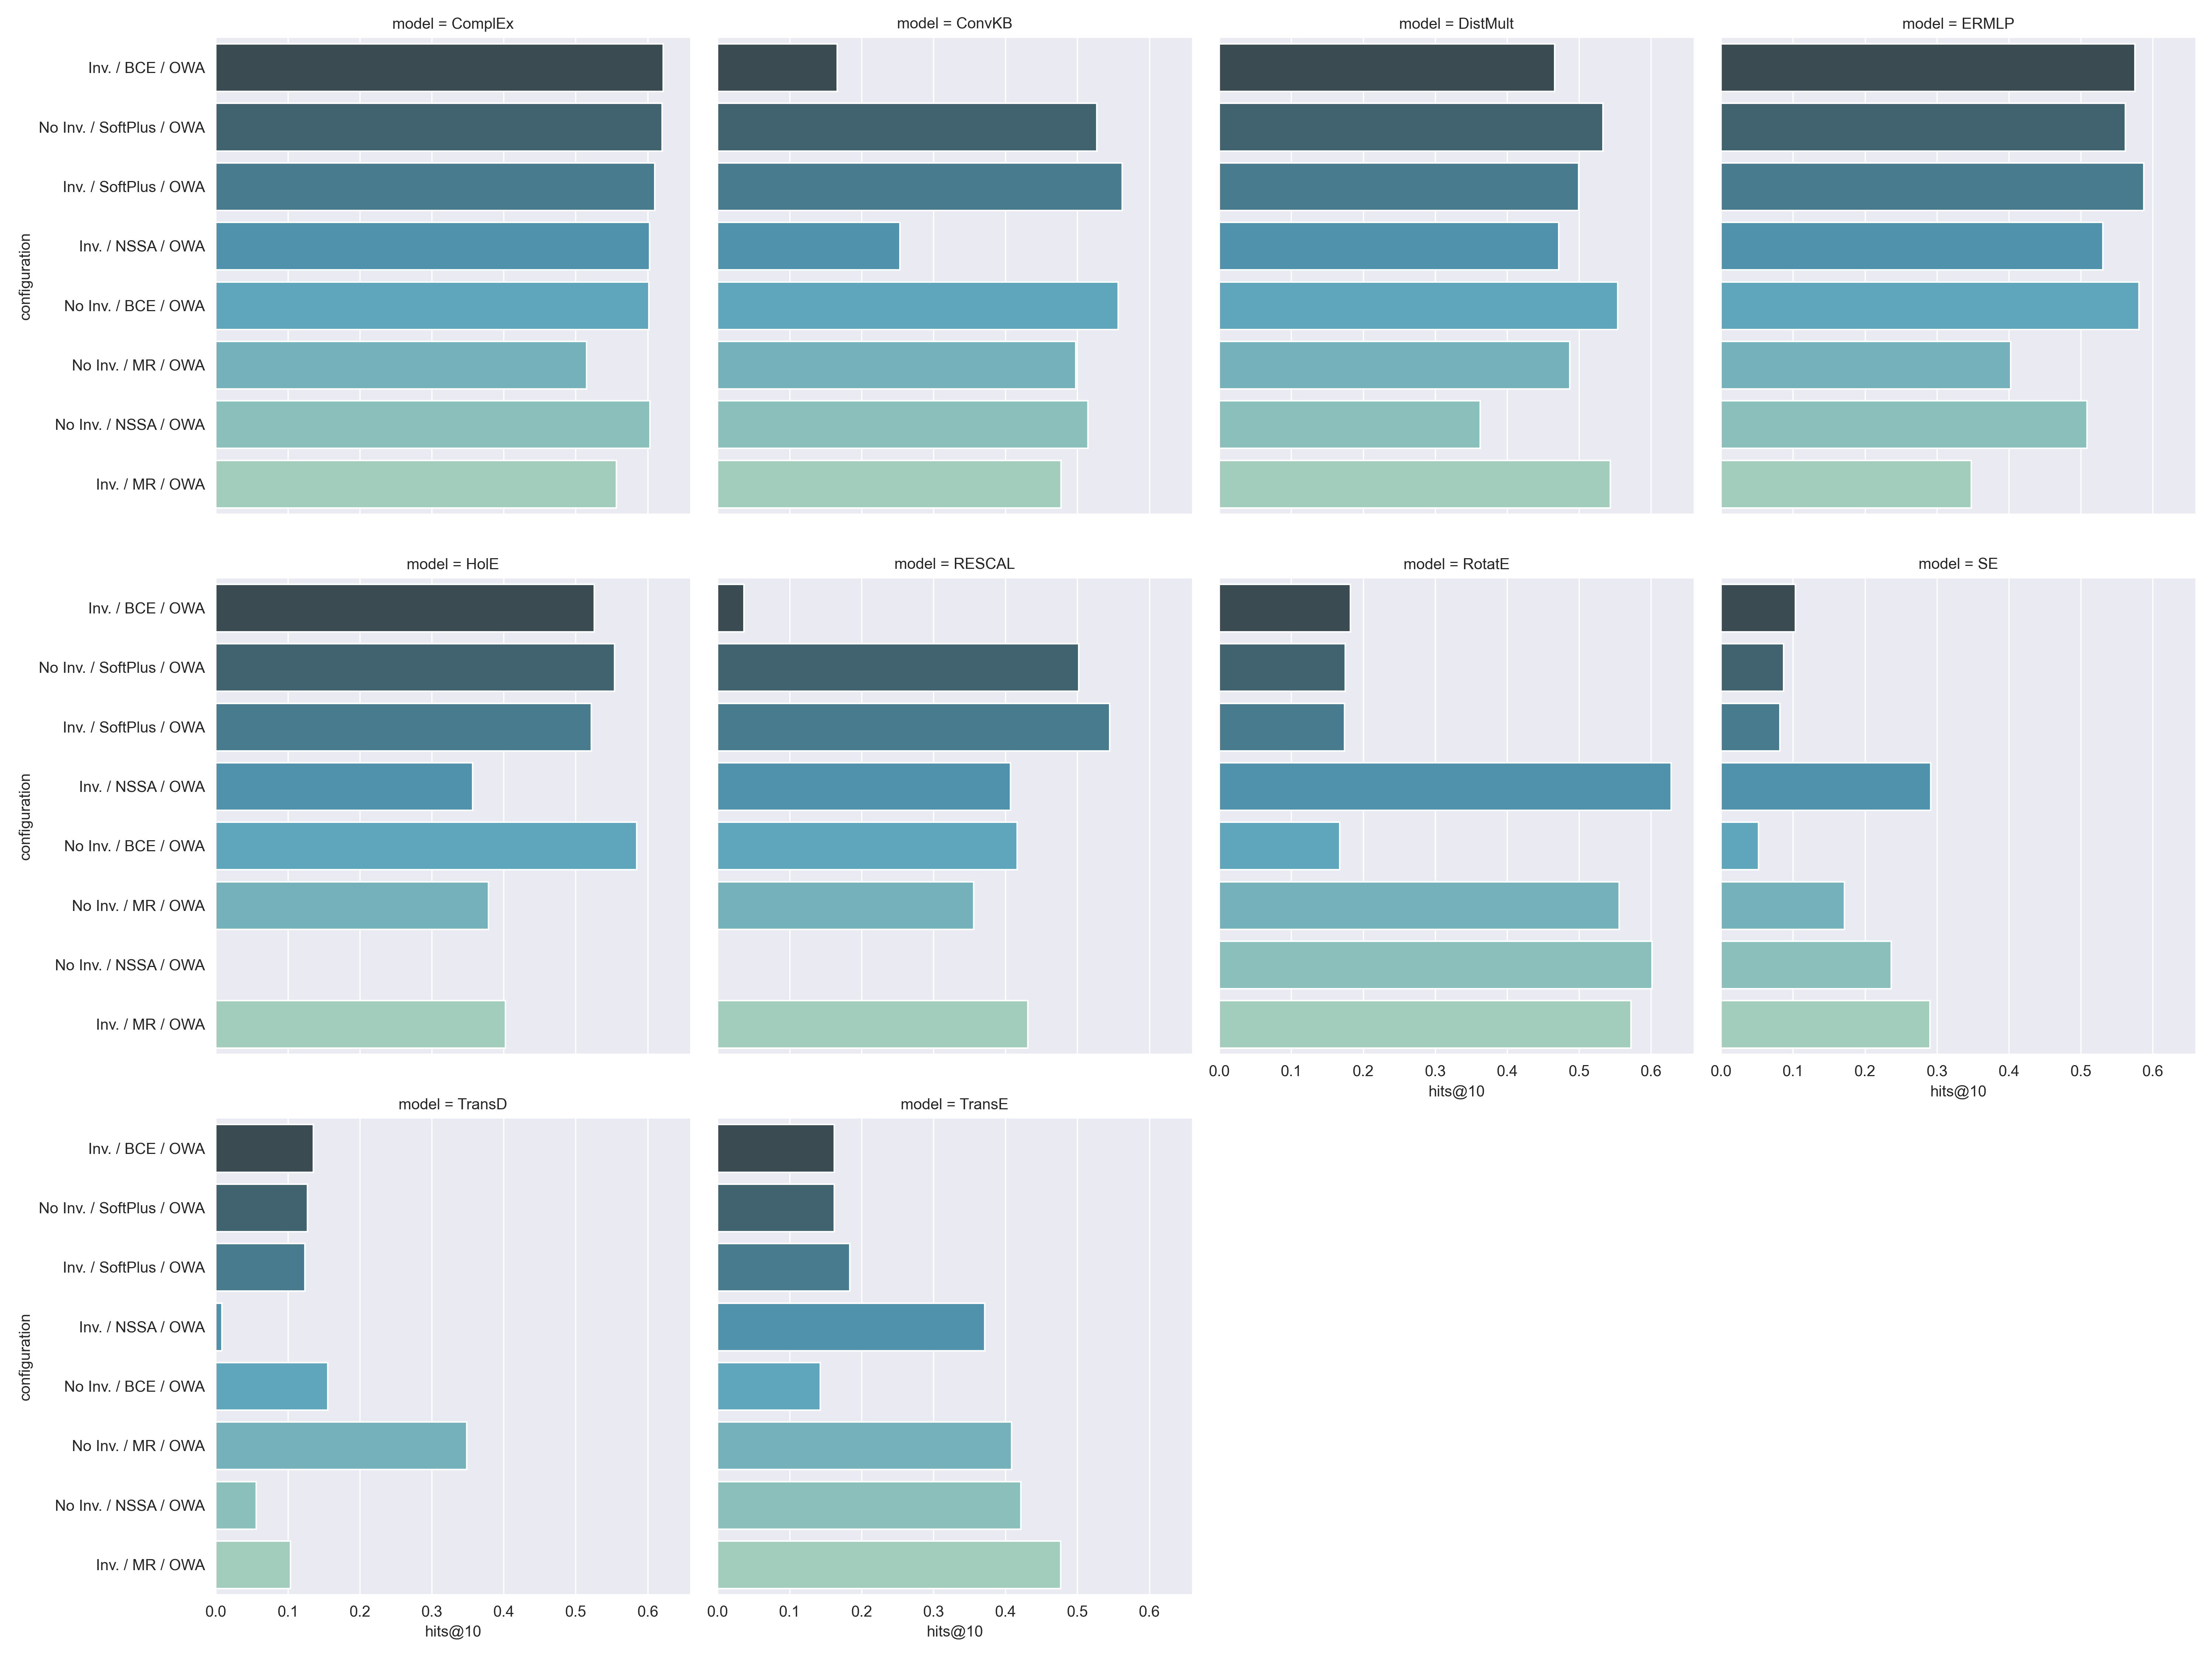 model = ComplEx
model = ConvKB
model = DistMult
model = ERMLP
configuration
Inv. / BCE / OWA
No Inv. / SoftPlus / OWA
Inv. / SoftPlus / OWA
Inv. / NSSA / OWA
No Inv. / BCE / OWA
No Inv. / MR / OWA
No Inv. / NSSA / OWA
Inv. / MR / OWA
model = HolE
model = RESCAL
model = RotatE
model = SE
configuration
Inv. / BCE / OWA
No Inv. / SoftPlus / OWA
Inv. / SoftPlus / OWA
Inv. / NSSA / OWA
No Inv. / BCE / OWA
No Inv. / MR / OWA
No Inv. / NSSA / OWA
Inv. / MR / OWA
0.0 0.1 0.2 0.3 0.4 0.5 0.6
hits@10
0.0 0.1 0.2 0.3 0.4 0.5 0.6
hits@10
model = TransD
model = TransE
configuration
Inv. / BCE / OWA
No Inv. / SoftPlus / OWA
Inv. / SoftPlus / OWA
Inv. / NSSA / OWA
No Inv. / BCE / OWA
No Inv. / MR / OWA
No Inv. / NSSA / OWA
Inv. / MR / OWA
0.0 0.1 0.2 0.3 0.4 0.5 0.6
hits@10
0.0 0.1 0.2 0.3 0.4 0.5 0.6
hits@10